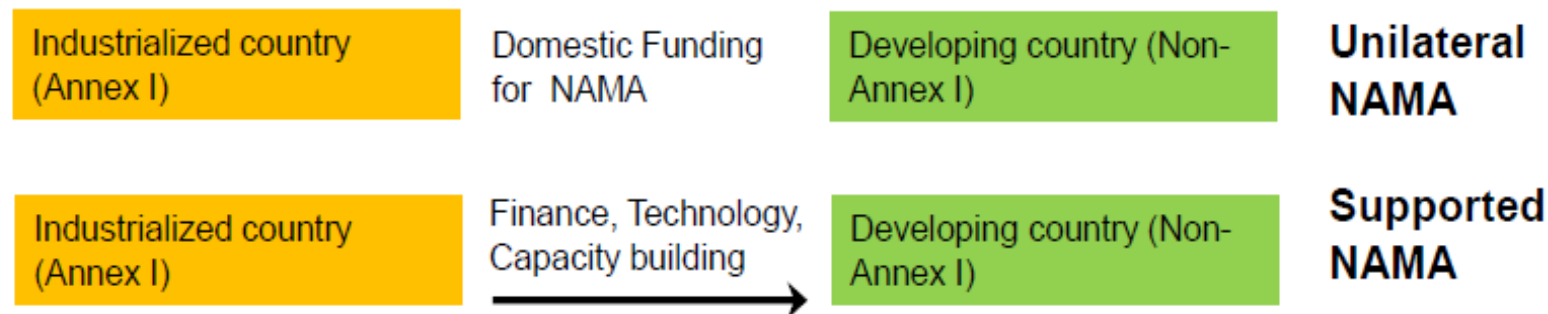 Industrialized country
(Annex I)
Domestic Funding
for NAMA
Developing country (Non-
Annex I)
Unilateral
NAMA
Industrialized country
(Annex I)
Finance, Technology,
Capacity building
Developing country (Non-
Annex I)
Supported
NAMA